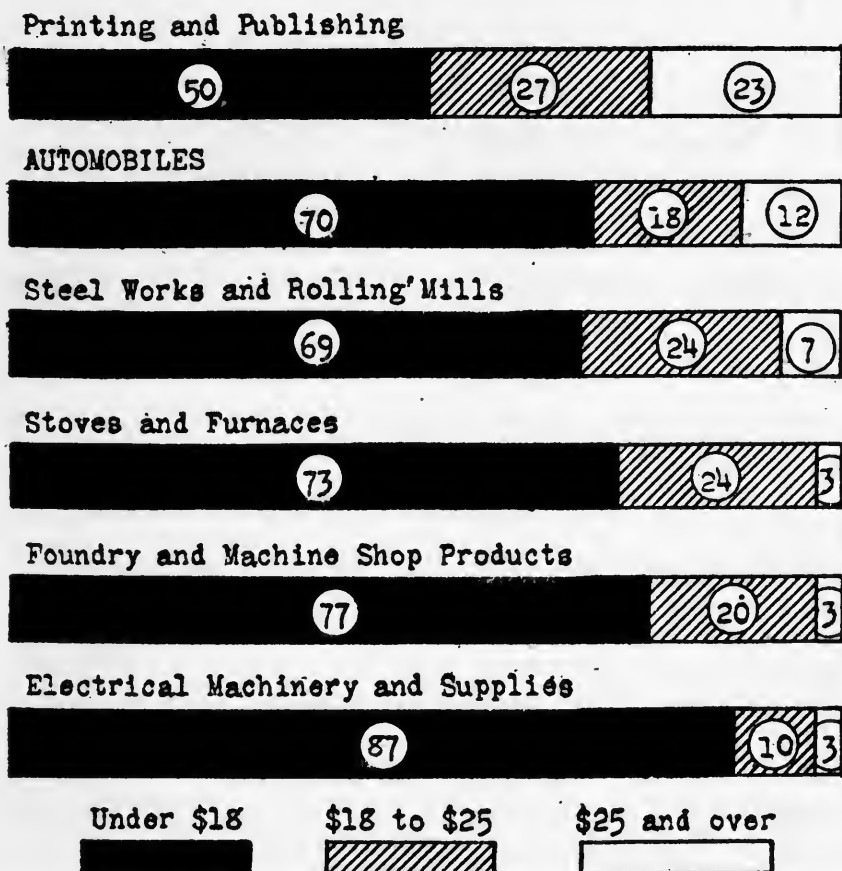 Printing and Publishing
50 27 23
AUTOMOBILES
70 18 12
Steel Works and Rolling Mills
69 24 7
Stoves and Furnaces
73 24 3
Foundry and Machine Shop Products
77 20 3
Electrical Machinery and Supplies
87 10 3
Under $18 $18 to $25 $25 and over